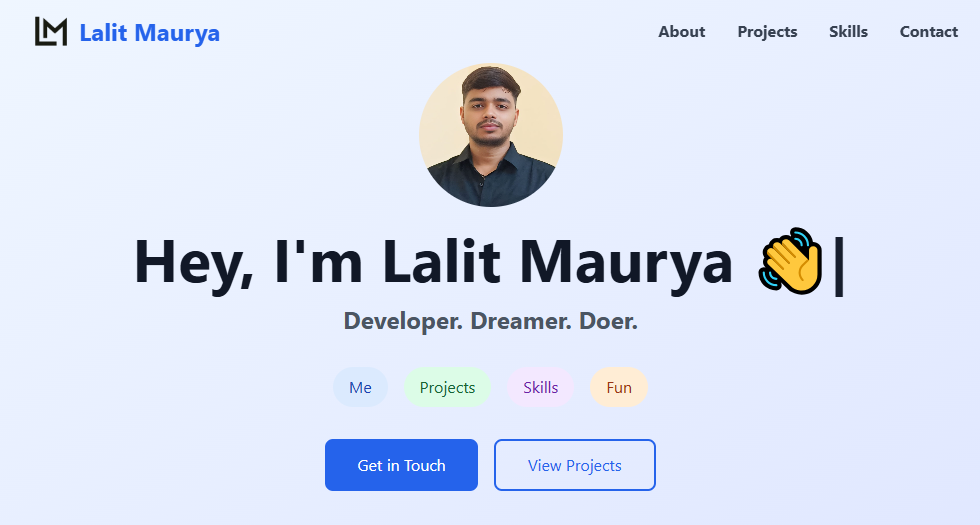 LM Lalit Maurya
About Projects Skills Contact
Hey, I'm Lalit Maurya 👋|
Developer. Dreamer. Doer.
Me Projects Skills Fun
Get in Touch View Projects